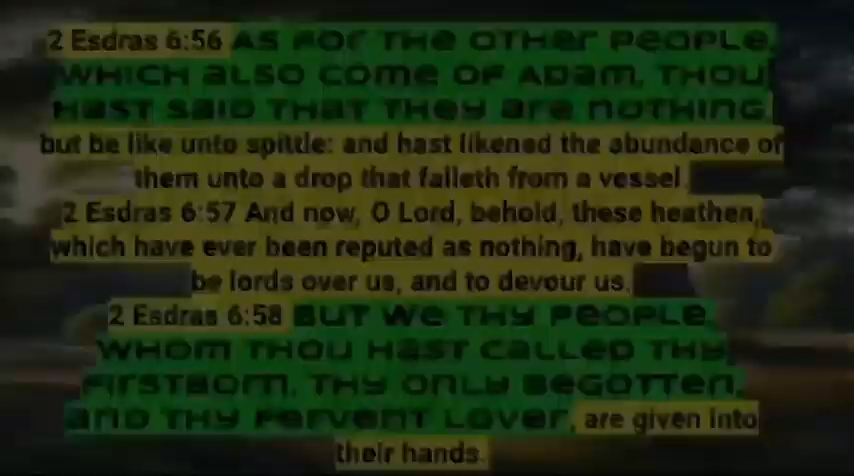 2 Esdras 6:56 As for the other people,
which also come of Adam, thou
hast said that they are nothing,
but be like unto spittle: and hast likened the abundance of
them unto a drop that falleth from a vessel.
2 Esdras 6:57 And now, O Lord, behold, these heathen,
which have ever been reputed as nothing, have begun to
be lords over us, and to devour us.
2 Esdras 6:58 But we thy people,
whom thou hast called thy
firstborn, thy only begotten,
and thy fervent lover, are given into
their hands.